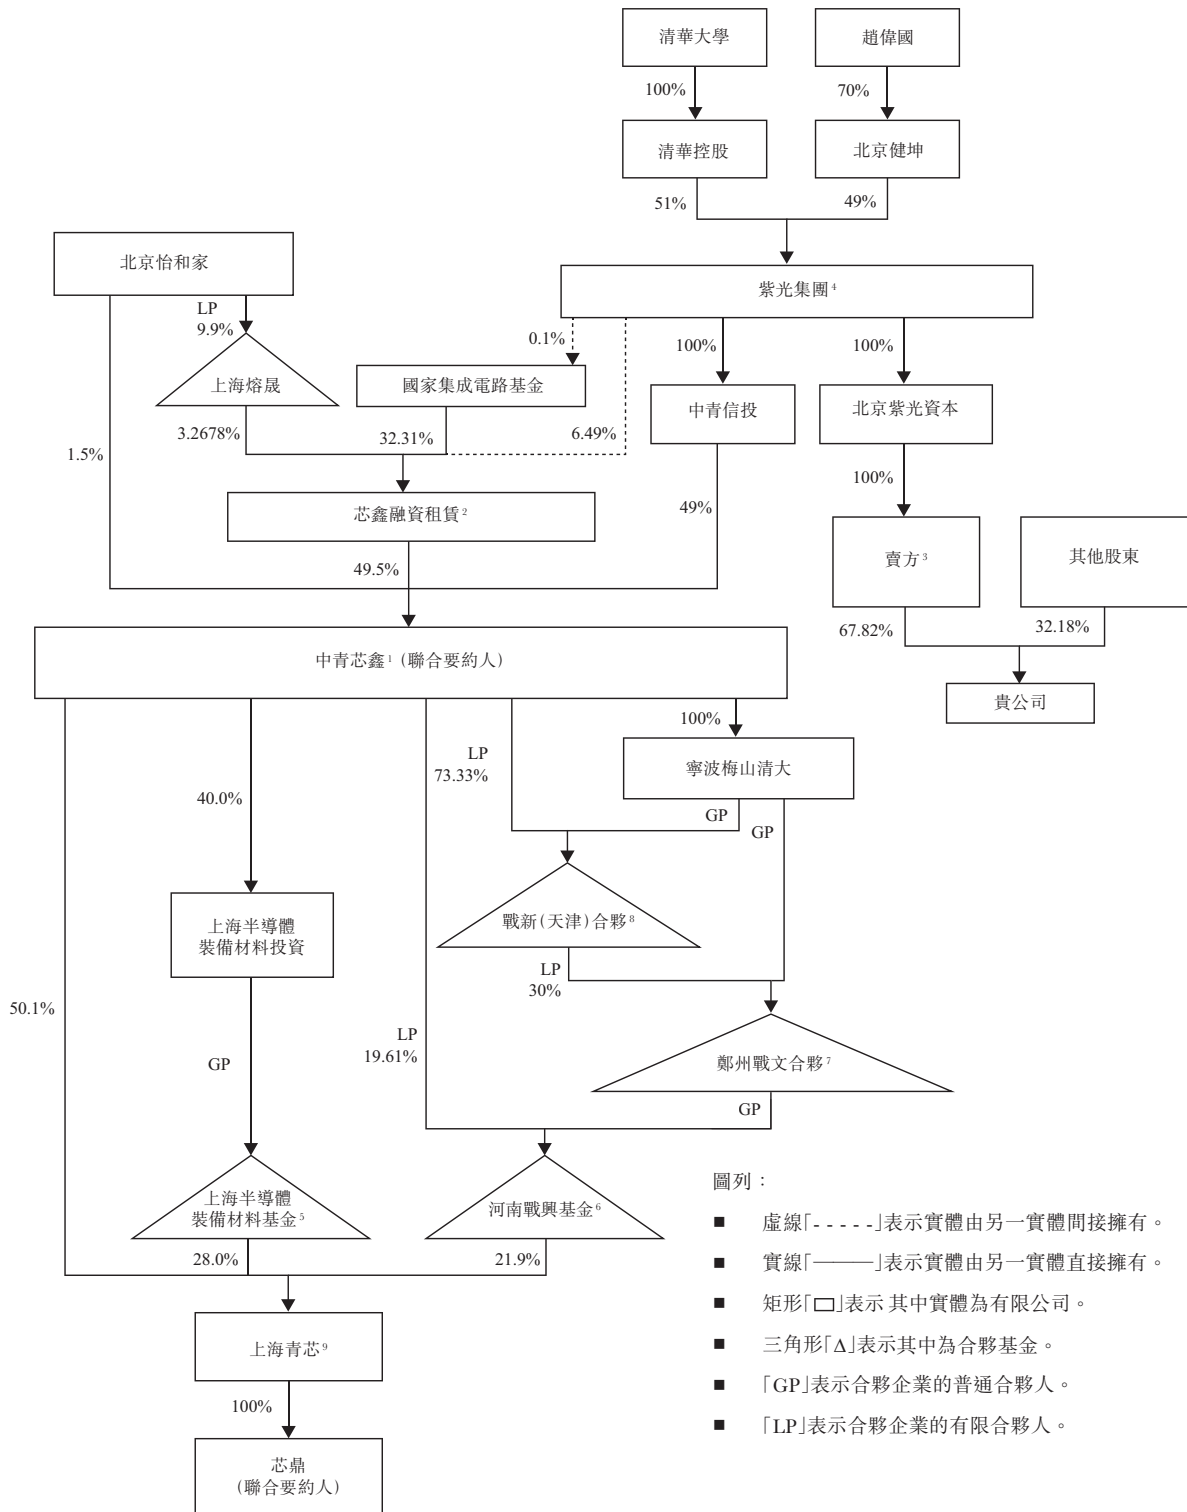 清華大學
趙偉國
100%
70%
清華控股
北京健坤
51%
49%
北京怡和家
紫光集團4
LP
9.9%
0.1%
100%
100%
上海熔晟
國家集成電路基金
中青信投
北京紫光資本
3.2678%
32.31%
6.49%
1.5%
100%
芯鑫融資租賃2
49%
賣方3
其他股東
49.5%
67.82%
32.18%
中青芯鑫1 (聯合要約人)
貴公司
100%
LP
73.33%
寧波梅山清大
40.0%
GP
GP
上海半導體
裝備材料投資
戰新(天津)合夥8
LP
30%
50.1%
LP
19.61%
GP
鄭州戰文合夥7
GP
上海半導體
裝備材料基金5
河南戰興基金6
28.0%
21.9%
上海青芯9
100%
芯鼎
(聯合要約人)
圖列：
■ 虛線「- - - - -」表示實體由另一實體間接擁有。
■ 實線「———」表示實體由另一實體直接擁有。
■ 矩形「□」表示 其中實體為有限公司。
■ 三角形「Δ」表示其中為合夥基金。
■ 「GP」表示合夥企業的普通合夥人。
■ 「LP」表示合夥企業的有限合夥人。